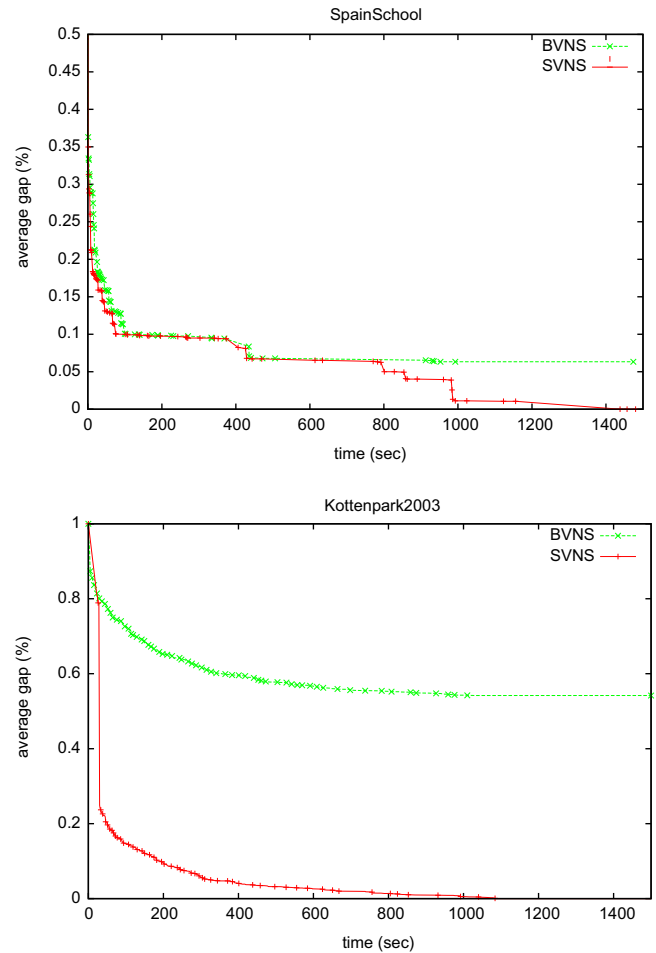 SpainSchool
0.5
BVNS
SVNS
0.45
0.4
0.35
0.3
0.25
0.2
0.15
0.1
0.05
0
average gap (%)
0 200 400 600 800 1000 1200 1400
time (sec)
Kottenpark2003
1
BVNS
SVNS
0.8
0.6
0.4
0.2
0
average gap (%)
0 200 400 600 800 1000 1200 1400
time (sec)